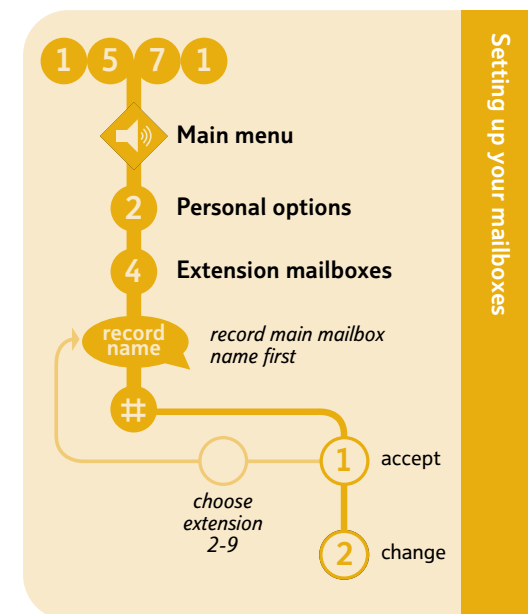 1 5 7 1
Main menu
2 Personal options
4 Extension mailboxes
record
name
record main mailbox
name first
#
1 accept
choose
extension
2-9
2 change
Setting up your mailboxes